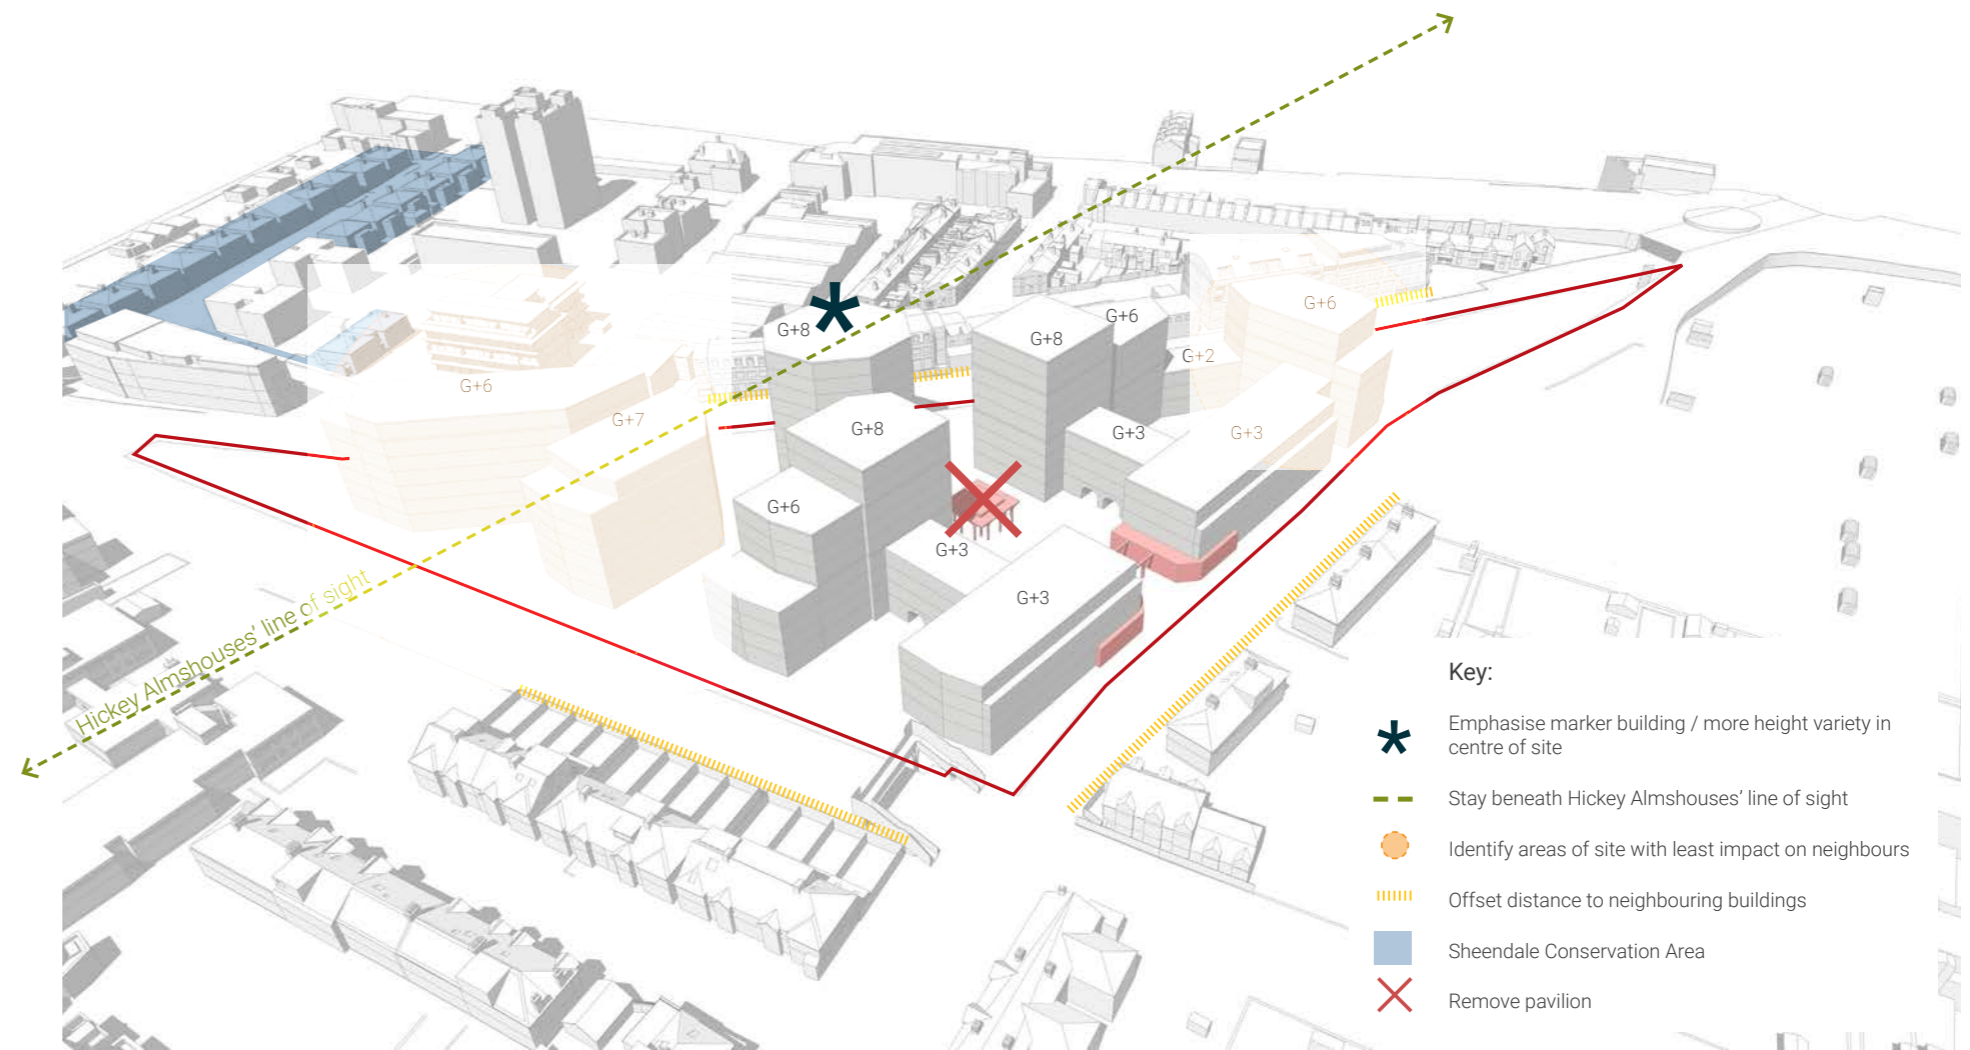 G+8
G+8
G+6
G+6
G+2
G+6
G+7
G+8
G+3
G+3
G+6
G+3
G+3
Hickey Almshouses' line of sight
Key:
Emphasise marker building / more height variety in
centre of site
Stay beneath Hickey Almshouses' line of sight
Identify areas of site with least impact on neighbours
Offset distance to neighbouring buildings
Sheendale Conservation Area
Remove pavilion